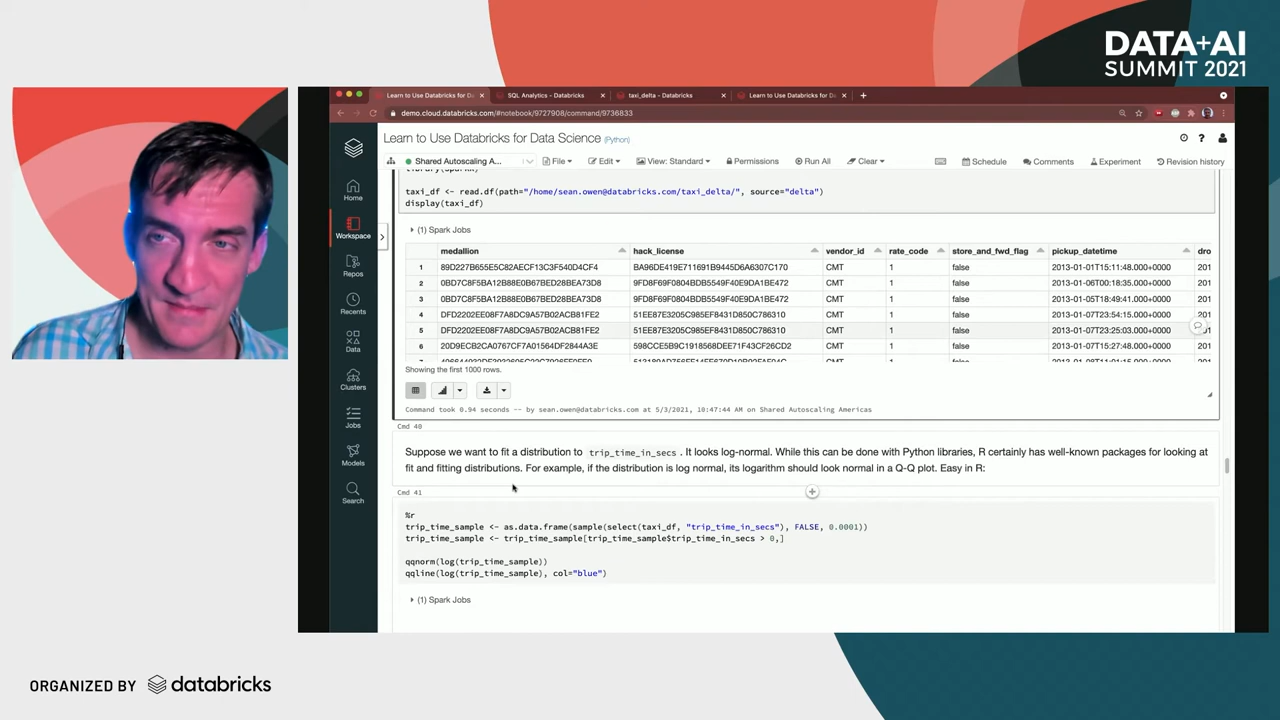 DATA+AI
SUMMIT 2021
Learn to Use Databricks for Da
SQL Analytics - Databricks
taxi_delta - Databricks
Learn to Use Databricks for Da
demo.cloud.databricks.com/#notebook/9727908/command/9736833
Learn to Use Databricks for Data Science (Python)
Shared Autoscaling A...
File
Edit
View: Standard
Permissions
Run All
Clear
Schedule
Comments
Experiment
Revision history
Home
Workspace
Repos
Recents
Data
Clusters
Jobs
Models
Search
taxi_df <- read.df(path="/home/sean.owen@databricks.com/taxi_delta/", source="delta")
display(taxi_df)
(1) Spark Jobs
medallion hack_license vendor_id rate_code store_and_fwd_flag pickup_datetime dro
1 89D227B655E5C82AECF13C3F540D4CF4 BA96DE419E711691B9445D6A6307C170 CMT 1 false 2013-01-01T15:11:48.000+0000 201
2 0BD7C8F5BA12B88E0B67BED28BEA73D8 9FD8F69F0804BDB5549F40E9DA1BE472 CMT 1 false 2013-01-06T00:18:35.000+0000 201
3 0BD7C8F5BA12B88E0B67BED28BEA73D8 9FD8F69F0804BDB5549F40E9DA1BE472 CMT 1 false 2013-01-05T18:49:41.000+0000 201
4 DFD2202EE08F7A8DC9A57B02ACB81FE2 51EE87E3205C985EF8431D850C786310 CMT 1 false 2013-01-07T23:54:15.000+0000 201
5 DFD2202EE08F7A8DC9A57B02ACB81FE2 51EE87E3205C985EF8431D850C786310 CMT 1 false 2013-01-07T23:25:03.000+0000 201
6 20D9ECB2CA0767CF7A01564DF2844A3E 598CCE5B9C1918568DEE71F43CF26CD2 CMT 1 false 2013-01-07T15:27:48.000+0000 201
Showing the first 1000 rows.
Command took 0.94 seconds -- by sean.owen@databricks.com at 5/3/2021, 10:47:44 AM on Shared Autoscaling Americas
Cmd 40
Suppose we want to fit a distribution to trip_time_in_secs . It looks log-normal. While this can be done with Python libraries, R certainly has well-known packages for looking at
fit and fitting distributions. For example, if the distribution is log normal, its logarithm should look normal in a Q-Q plot. Easy in R:
Cmd 41
%r
trip_time_sample <- as.data.frame(sample(select(taxi_df, "trip_time_in_secs"), FALSE, 0.0001))
trip_time_sample <- trip_time_sample[trip_time_sample$trip_time_in_secs > 0,]
qqnorm(log(trip_time_sample))
qqline(log(trip_time_sample), col="blue")
(1) Spark Jobs
ORGANIZED BY databricks